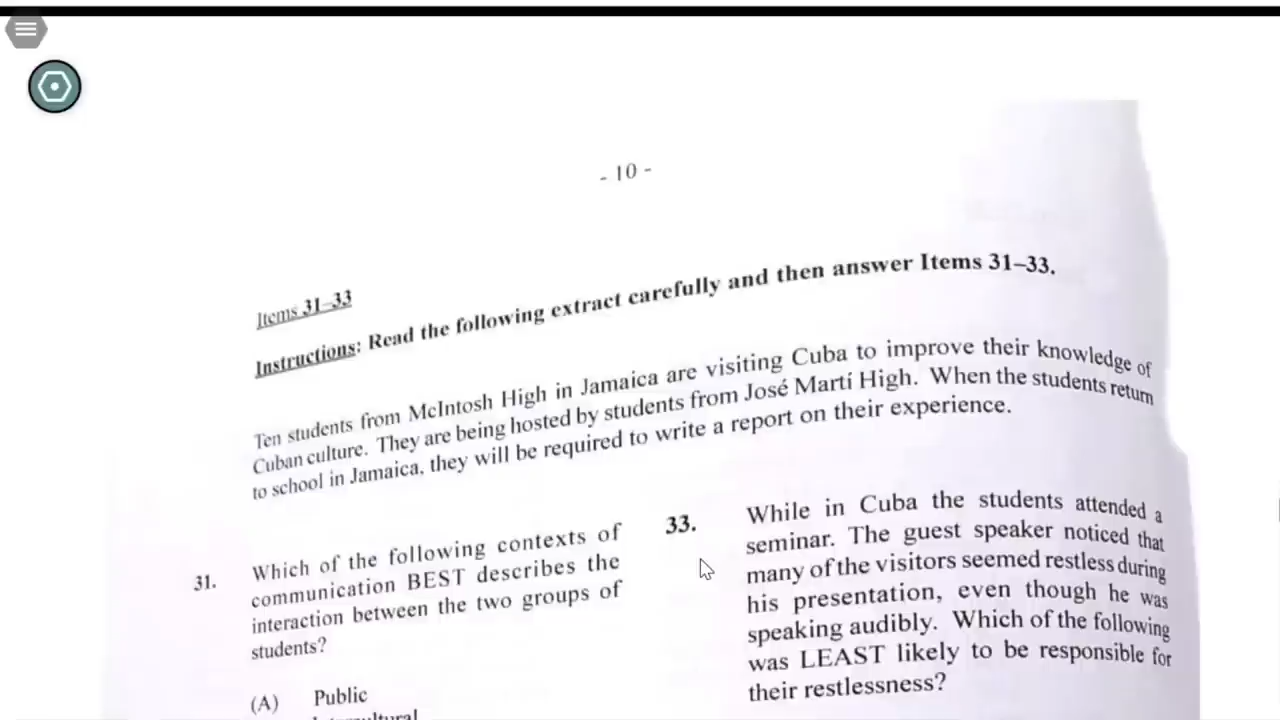 - 10 -
Items 31–33
Instructions: Read the following extract carefully and then answer Items 31–33.
Ten students from McIntosh High in Jamaica are visiting Cuba to improve their knowledge of
Cuban culture. They are being hosted by students from José Martí High. When the students return
to school in Jamaica, they will be required to write a report on their experience.
31. Which of the following contexts of
communication BEST describes the
interaction between the two groups of
students?
(A) Public
33. While in Cuba the students attended a
seminar. The guest speaker noticed that
many of the visitors seemed restless during
his presentation, even though he was
speaking audibly. Which of the following
was LEAST likely to be responsible for
their restlessness?